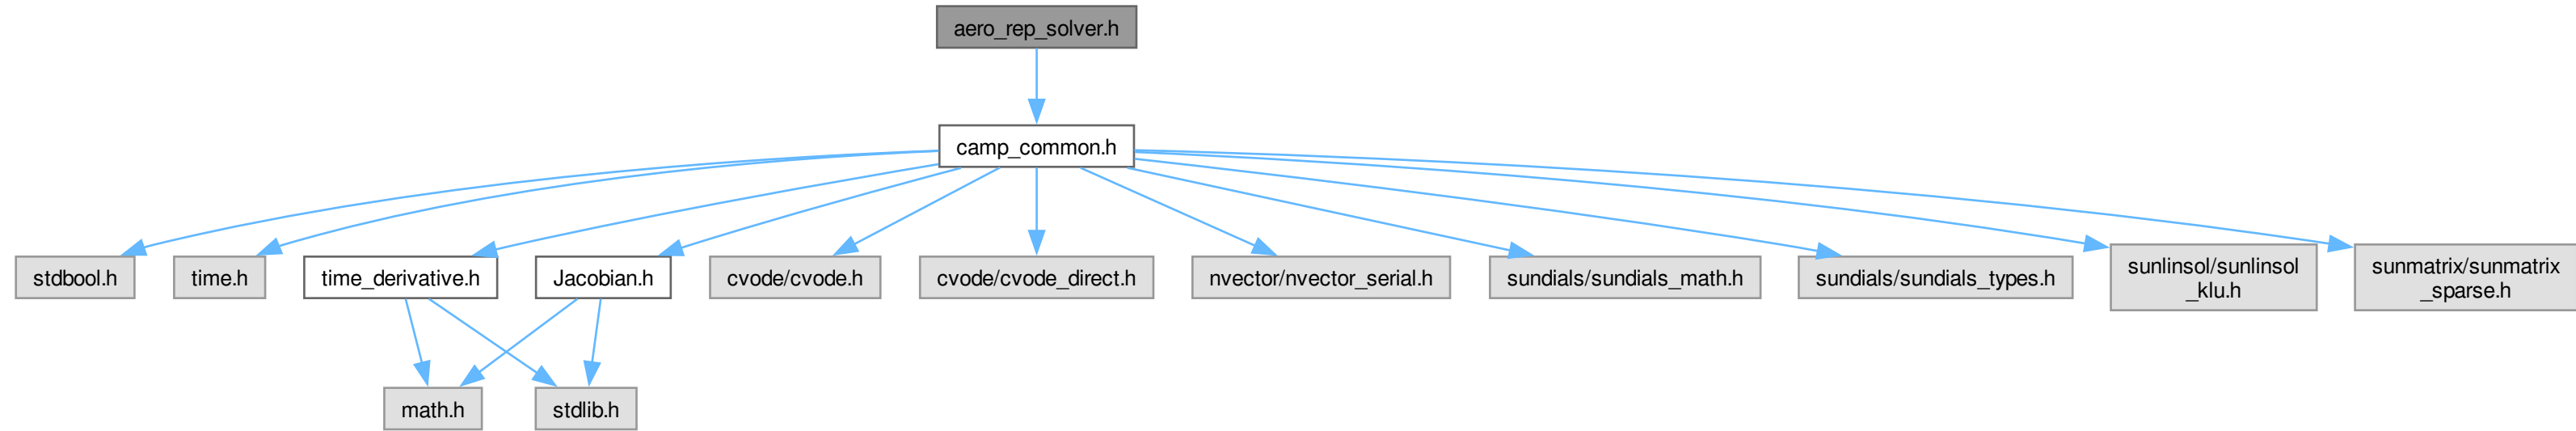 aero_rep_solver.h
camp_common.h
stdbool.h
time.h
time_derivative.h
Jacobian.h
cvode/cvode.h
cvode/cvode_direct.h
nvector/nvector_serial.h
sundials/sundials_math.h
sundials/sundials_types.h
sunlinsol/sunlinsol
_klu.h
sunmatrix/sunmatrix
_sparse.h
math.h
stdlib.h